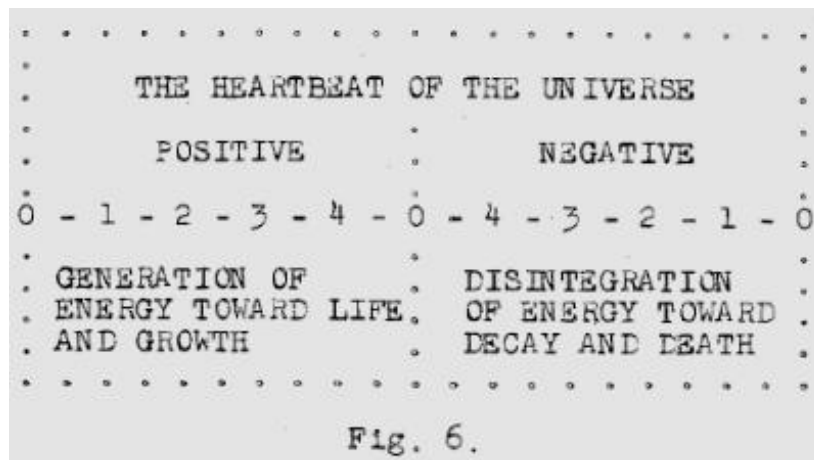 THE HEARTBEAT OF THE UNIVERSE
POSITIVE NEGATIVE
0 - 1 - 2 - 3 - 4 - 0 - 4 - 3 - 2 - 1 - 0
GENERATION OF DISINTEGRATION
ENERGY TOWARD LIFE OF ENERGY TOWARD
AND GROWTH DECAY AND DEATH
Fig. 6.